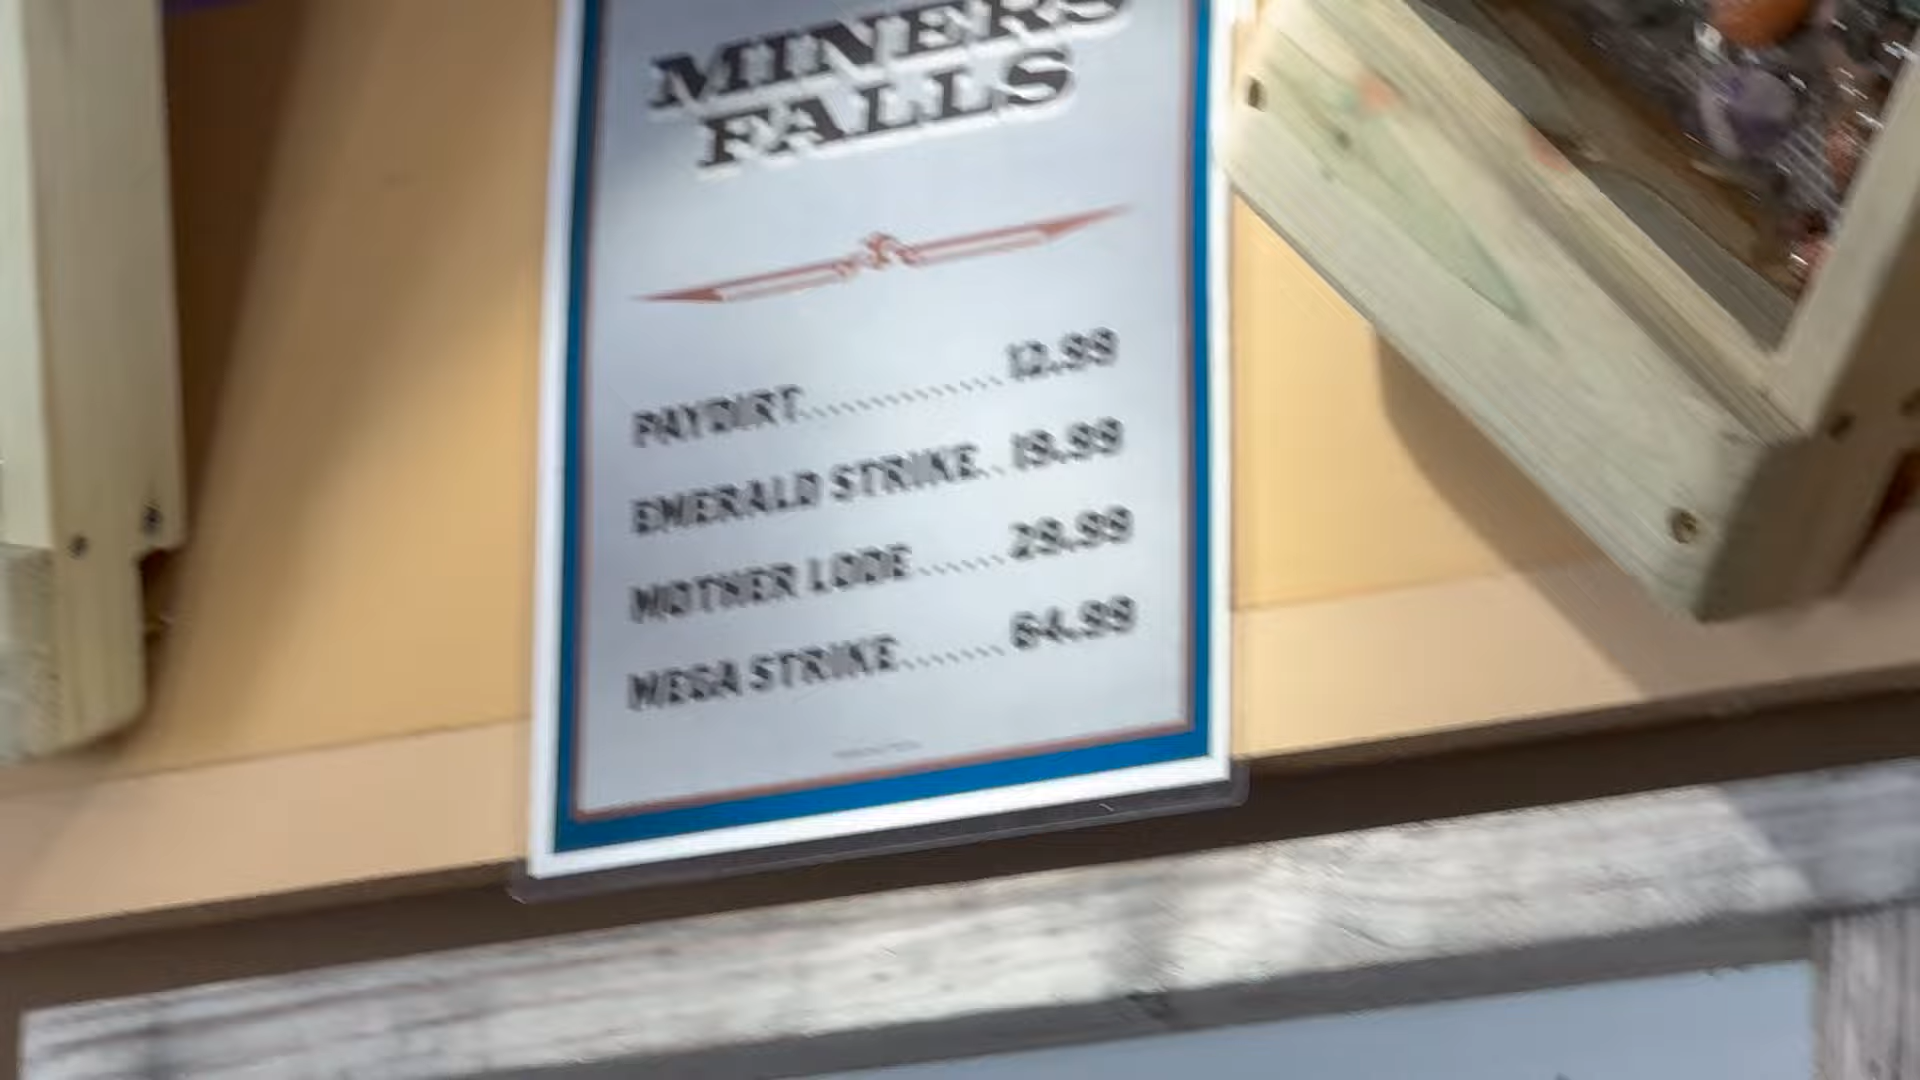 MINERS
FALLS
PAYDIRT............... 12.99
EMERALD STRIKE.. 19.99
MOTHER LODE....... 29.99
MEGA STRIKE........ 64.99